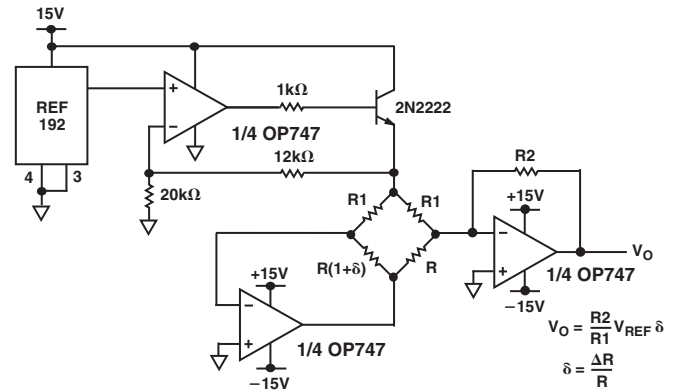 15V
REF
192
4
3
+
−
1/4 OP747
1kΩ
2N2222
12kΩ
20kΩ
R1
R1
R(1+δ)
R
R2
+15V
−
+
1/4 OP747
−15V
V_O
+15V
−
+
1/4 OP747
−15V
V_O = R2/R1 V_REF δ
δ = ΔR/R